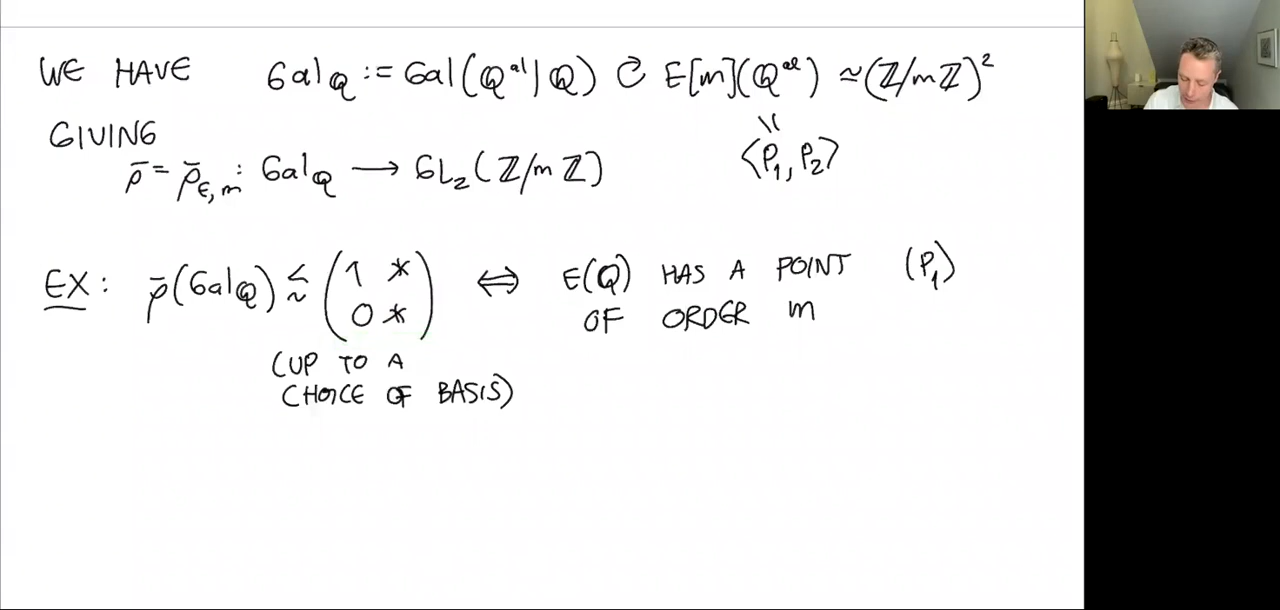 WE HAVE Gal_Q := Gal(Q^al|Q) ↻ E[m](Q^al) ≈ (Z/mZ)^2
GIVING
= ⟨P_1, P_2⟩
ρ̄ = ρ̄_{E,m} : Gal_Q → GL_2(Z/mZ)
EX: ρ̄(Gal_Q) ≲ (1 * / 0 *) ⇔ E(Q) HAS A POINT (P_1)
OF ORDER m
(UP TO A
CHOICE OF BASIS)